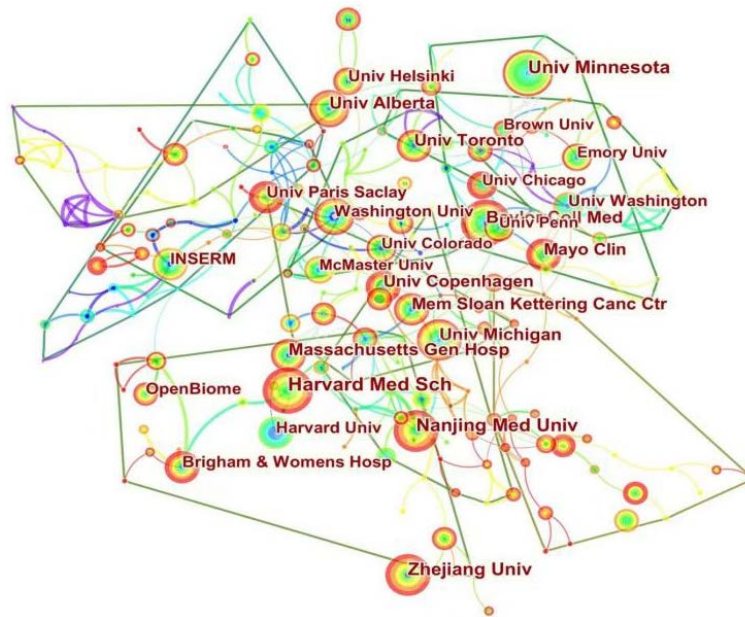 Univ Minnesota
Univ Helsinki
Univ Alberta
Brown Univ
Univ Toronto
Emory Univ
Univ Chicago
Univ Paris Saclay
Univ Washington
Washington Univ
Coll Med
Univ Penn
Univ Colorado
Mayo Clin
INSERM
McMaster Univ
Univ Copenhagen
Mem Sloan Kettering Canc Ctr
Univ Michigan
Massachusetts Gen Hosp
OpenBiome
Harvard Med Sch
Harvard Univ
Nanjing Med Univ
Brigham & Womens Hosp
Zhejiang Univ